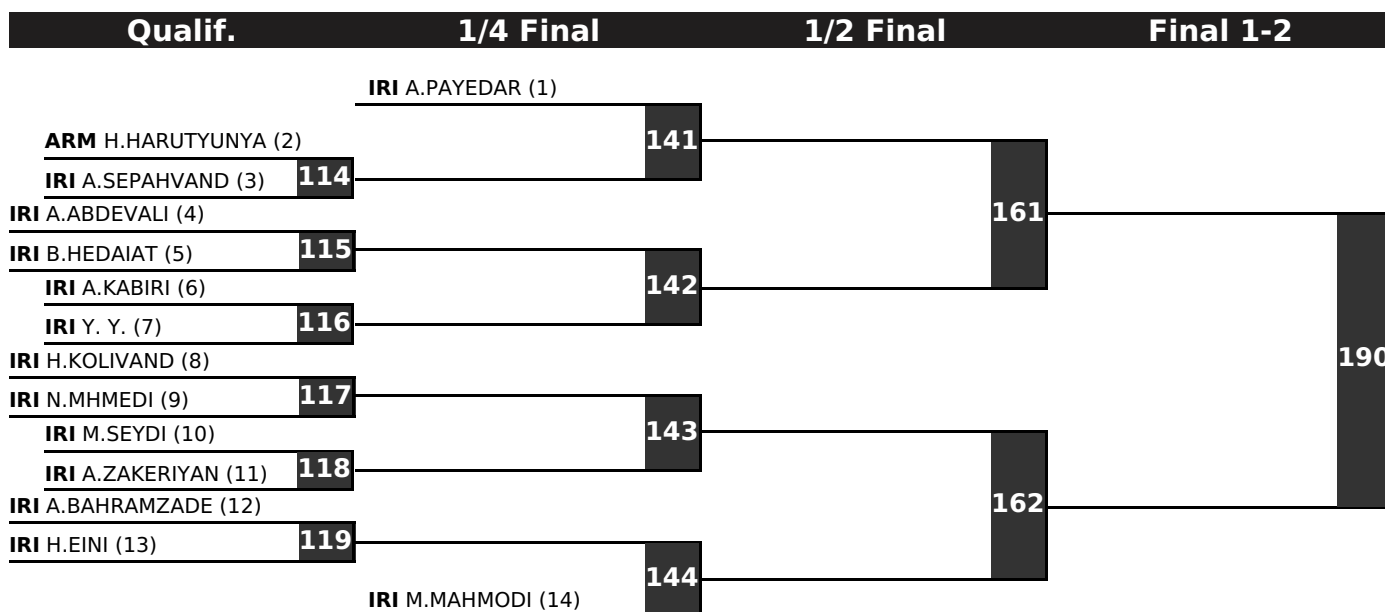 Qualif. 1/4 Final 1/2 Final Final 1-2
IRI A.PAYEDAR (1)
ARM H.HARUTYUNYA (2)
141
IRI A.SEPAHVAND (3) 114
IRI A.ABDEVALI (4)
161
IRI B.HEDAIAT (5) 115
IRI A.KABIRI (6)
142
IRI Y. Y. (7) 116
IRI H.KOLIVAND (8)
190
IRI N.MHMEDI (9) 117
IRI M.SEYDI (10)
143
IRI A.ZAKERIYAN (11) 118
IRI A.BAHRAMZADE (12)
162
IRI H.EINI (13) 119
144
IRI M.MAHMODI (14)